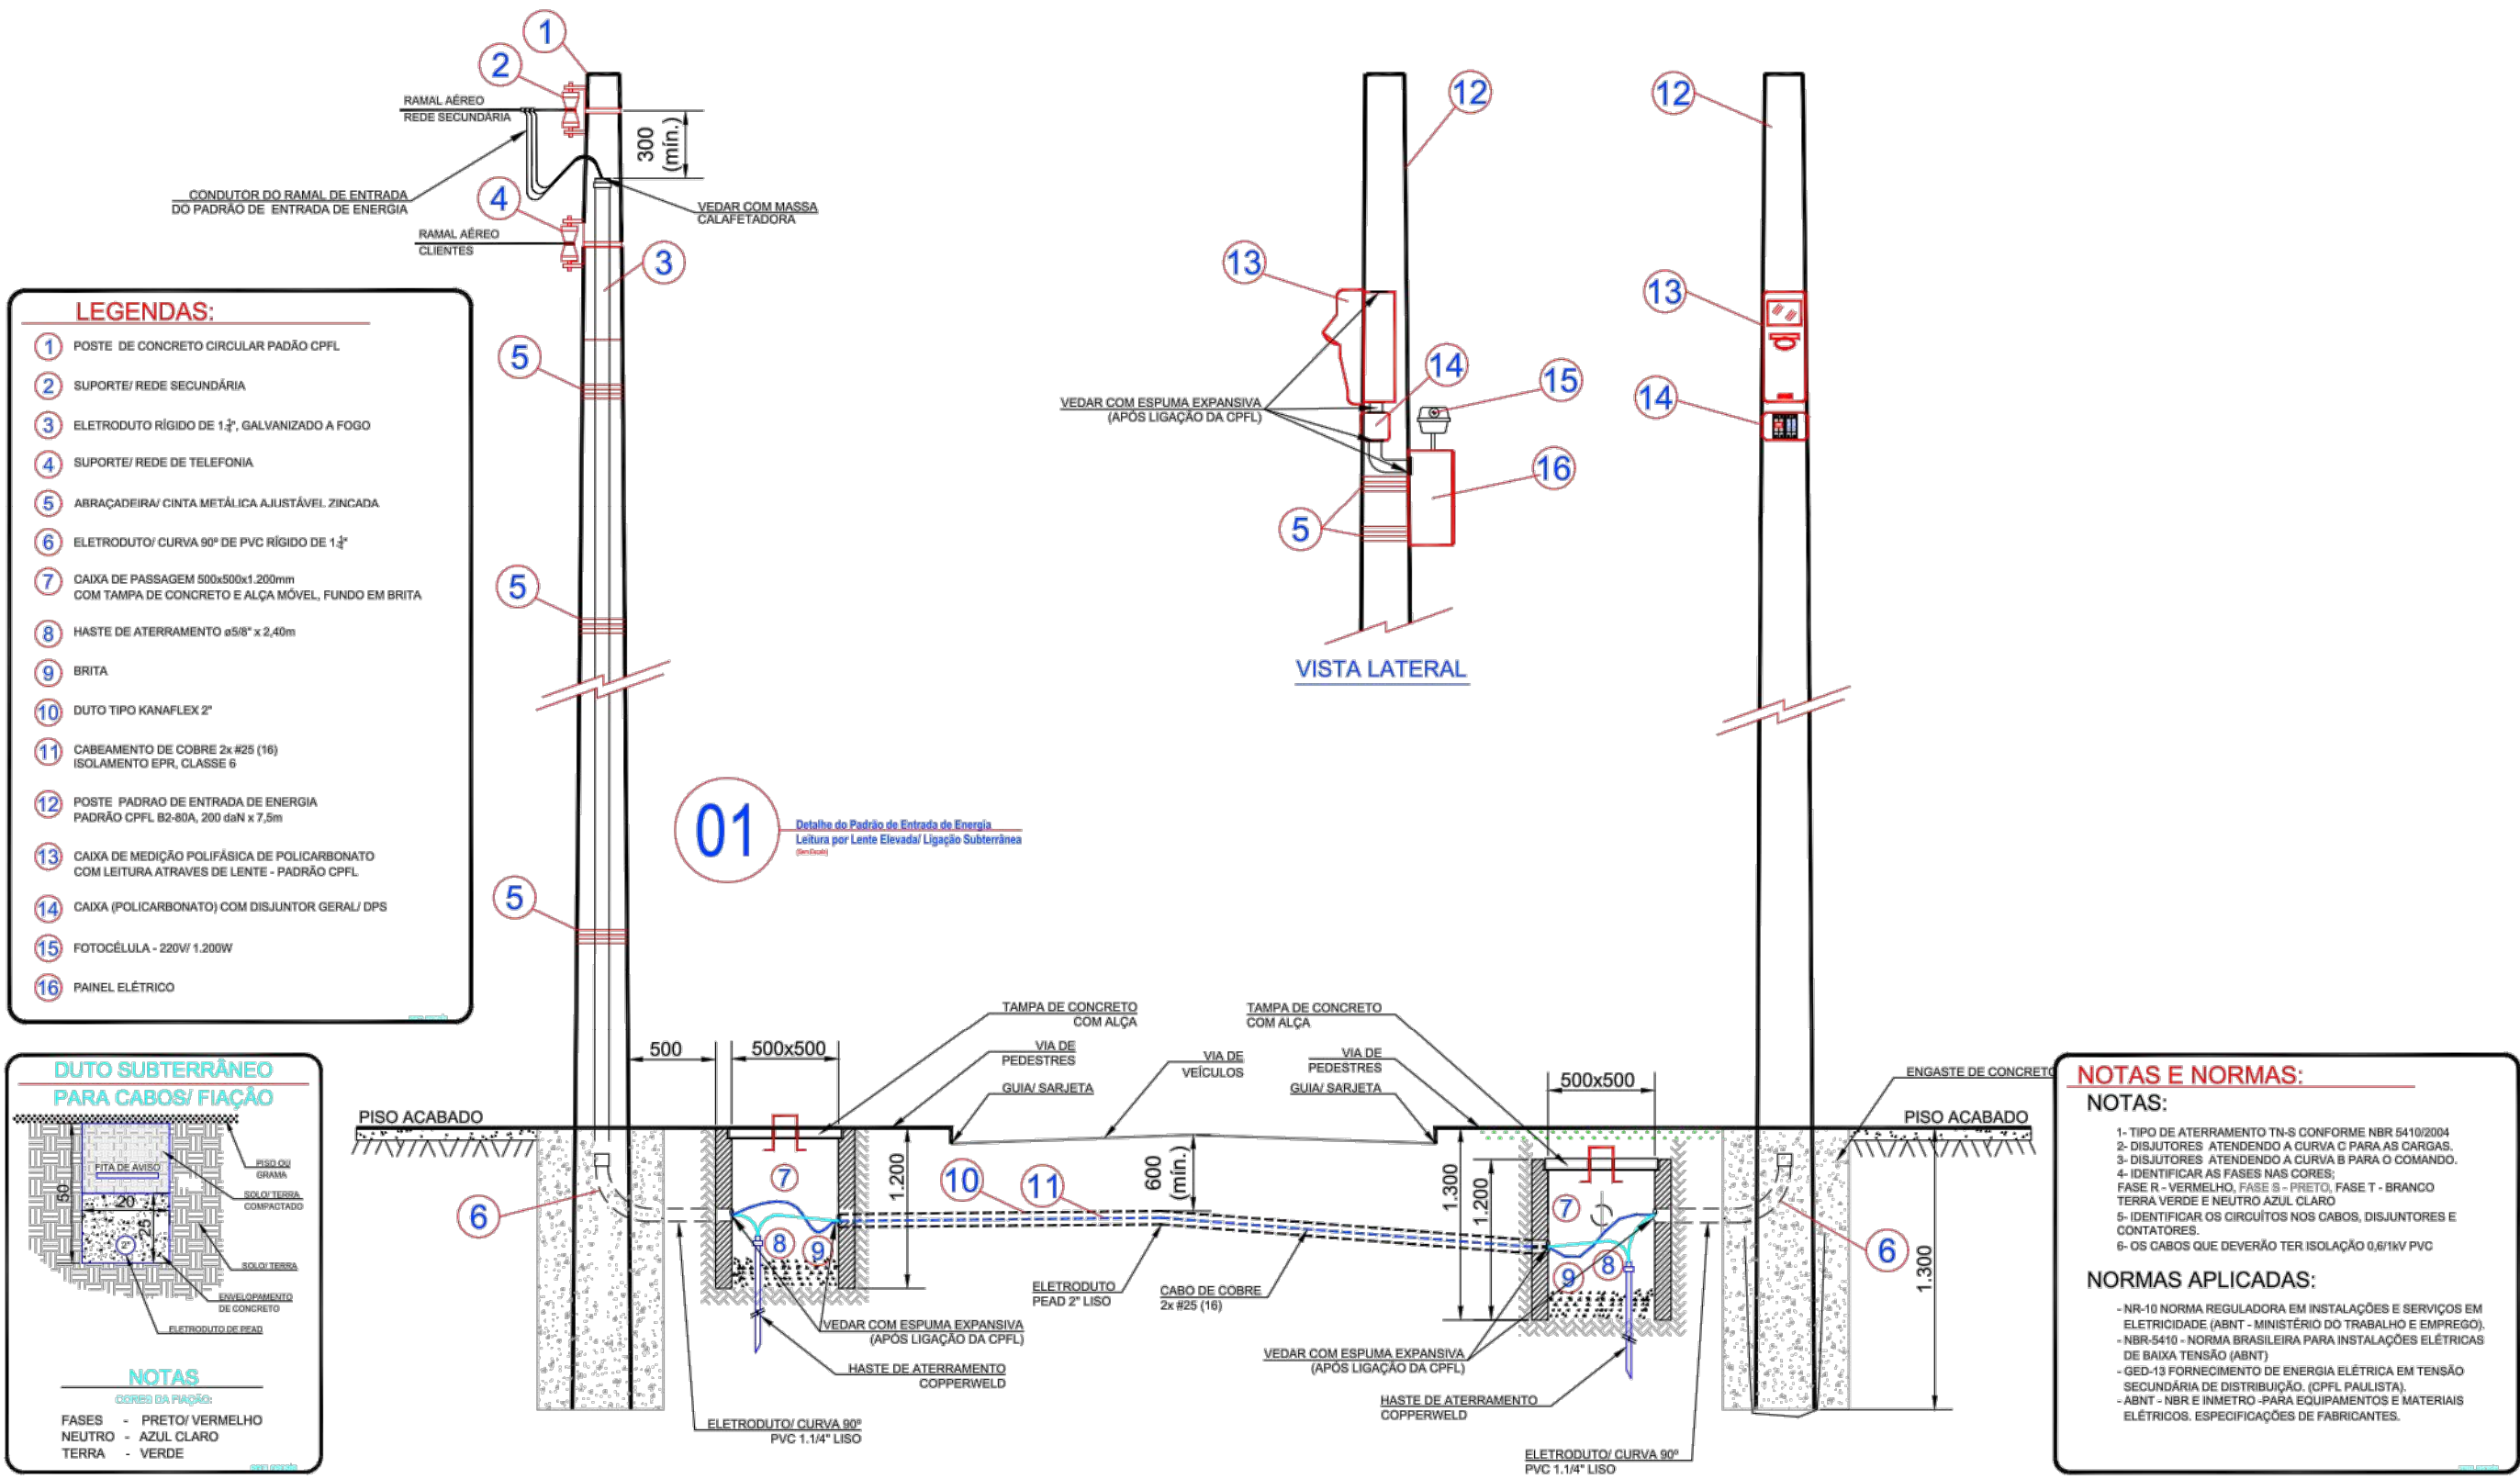 1
2
RAMAL AÉREO
REDE SECUNDÁRIA
300
(mín.)
CONDUTOR DO RAMAL DE ENTRADA
DO PADRÃO DE ENTRADA DE ENERGIA
4
VEDAR COM MASSA
CALAFETADORA
RAMAL AÉREO
CLIENTES
3
5
5
5
12
12
13
13
14
14
15
16
5
VEDAR COM ESPUMA EXPANSIVA
(APÓS LIGAÇÃO DA CPFL)
VISTA LATERAL
LEGENDAS:
1 POSTE DE CONCRETO CIRCULAR PADÃO CPFL
2 SUPORTE/ REDE SECUNDÁRIA
3 ELETRODUTO RÍGIDO DE 1¼", GALVANIZADO A FOGO
4 SUPORTE/ REDE DE TELEFONIA
5 ABRAÇADEIRA/ CINTA METÁLICA AJUSTÁVEL ZINCADA
6 ELETRODUTO/ CURVA 90º DE PVC RÍGIDO DE 1¼"
7 CAIXA DE PASSAGEM 500x500x1.200mm
COM TAMPA DE CONCRETO E ALÇA MÓVEL, FUNDO EM BRITA
8 HASTE DE ATERRAMENTO ø5/8" x 2,40m
9 BRITA
10 DUTO TIPO KANAFLEX 2"
11 CABEAMENTO DE COBRE 2x #25 (16)
ISOLAMENTO EPR, CLASSE 6
12 POSTE PADRAO DE ENTRADA DE ENERGIA
PADRÃO CPFL B2-80A, 200 daN x 7,5m
13 CAIXA DE MEDIÇÃO POLIFÁSICA DE POLICARBONATO
COM LEITURA ATRAVES DE LENTE - PADRÃO CPFL
14 CAIXA (POLICARBONATO) COM DISJUNTOR GERAL/ DPS
15 FOTOCÉLULA - 220V/ 1.200W
16 PAINEL ELÉTRICO
01
Detalhe do Padrão de Entrada de Energia
Leitura por Lente Elevada/ Ligação Subterrânea
(Sem Escala)
DUTO SUBTERRÂNEO
PARA CABOS/ FIAÇÃO
FITA DE AVISO
50
20
25
2"
PISO OU
GRAMA
SOLO/ TERRA
COMPACTADO
SOLO/ TERRA
ENVELOPAMENTO
DE CONCRETO
ELETRODUTO DE PEAD
NOTAS
CORES DA FIAÇÃO:
FASES - PRETO/ VERMELHO
NEUTRO - AZUL CLARO
TERRA - VERDE
PISO ACABADO
500
500x500
TAMPA DE CONCRETO
COM ALÇA
VIA DE
PEDESTRES
GUIA/ SARJETA
VIA DE
VEÍCULOS
TAMPA DE CONCRETO
COM ALÇA
VIA DE
PEDESTRES
GUIA/ SARJETA
500x500
ENGASTE DE CONCRETO
PISO ACABADO
6
7
8
9
1.200
10
11
600
(mín.)
1.300
1.200
7
8
9
6
1.300
ELETRODUTO
PEAD 2" LISO
CABO DE COBRE
2x #25 (16)
VEDAR COM ESPUMA EXPANSIVA
(APÓS LIGAÇÃO DA CPFL)
HASTE DE ATERRAMENTO
COPPERWELD
ELETRODUTO/ CURVA 90º
PVC 1.1/4" LISO
VEDAR COM ESPUMA EXPANSIVA
(APÓS LIGAÇÃO DA CPFL)
HASTE DE ATERRAMENTO
COPPERWELD
ELETRODUTO/ CURVA 90º
PVC 1.1/4" LISO
NOTAS E NORMAS:
NOTAS:
1- TIPO DE ATERRAMENTO TN-S CONFORME NBR 5410/2004
2- DISJUTORES ATENDENDO A CURVA C PARA AS CARGAS.
3- DISJUTORES ATENDENDO A CURVA B PARA O COMANDO.
4- IDENTIFICAR AS FASES NAS CORES;
FASE R - VERMELHO, FASE S - PRETO, FASE T - BRANCO
TERRA VERDE E NEUTRO AZUL CLARO
5- IDENTIFICAR OS CIRCUÍTOS NOS CABOS, DISJUNTORES E
CONTATORES.
6- OS CABOS QUE DEVERÃO TER ISOLAÇÃO 0,6/1kV PVC
NORMAS APLICADAS:
- NR-10 NORMA REGULADORA EM INSTALAÇÕES E SERVIÇOS EM
ELETRICIDADE (ABNT - MINISTÉRIO DO TRABALHO E EMPREGO).
- NBR-5410 - NORMA BRASILEIRA PARA INSTALAÇÕES ELÉTRICAS
DE BAIXA TENSÃO (ABNT)
- GED-13 FORNECIMENTO DE ENERGIA ELÉTRICA EM TENSÃO
SECUNDÁRIA DE DISTRIBUIÇÃO. (CPFL PAULISTA).
- ABNT - NBR E INMETRO -PARA EQUIPAMENTOS E MATERIAIS
ELÉTRICOS. ESPECIFICAÇÕES DE FABRICANTES.